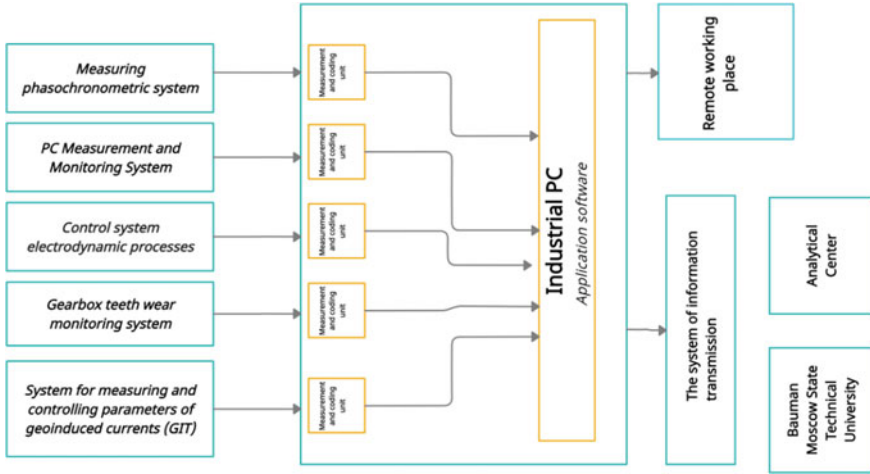 Measuring
phasochronometric system
PC Measurement and
Monitoring System
Control system
electrodynamic processes
Gearbox teeth wear
monitoring system
System for measuring and
controlling parameters of
geoinduced currents (GIT)
Measurement
and coding
unit
Measurement
and coding
unit
Measurement
and coding
unit
Measurement
and coding
unit
Measurement
and coding
unit
Industrial PC
Application software
Remote working
place
The system of information
transmission
Analytical
Center
Bauman
Moscow State
Technical
University